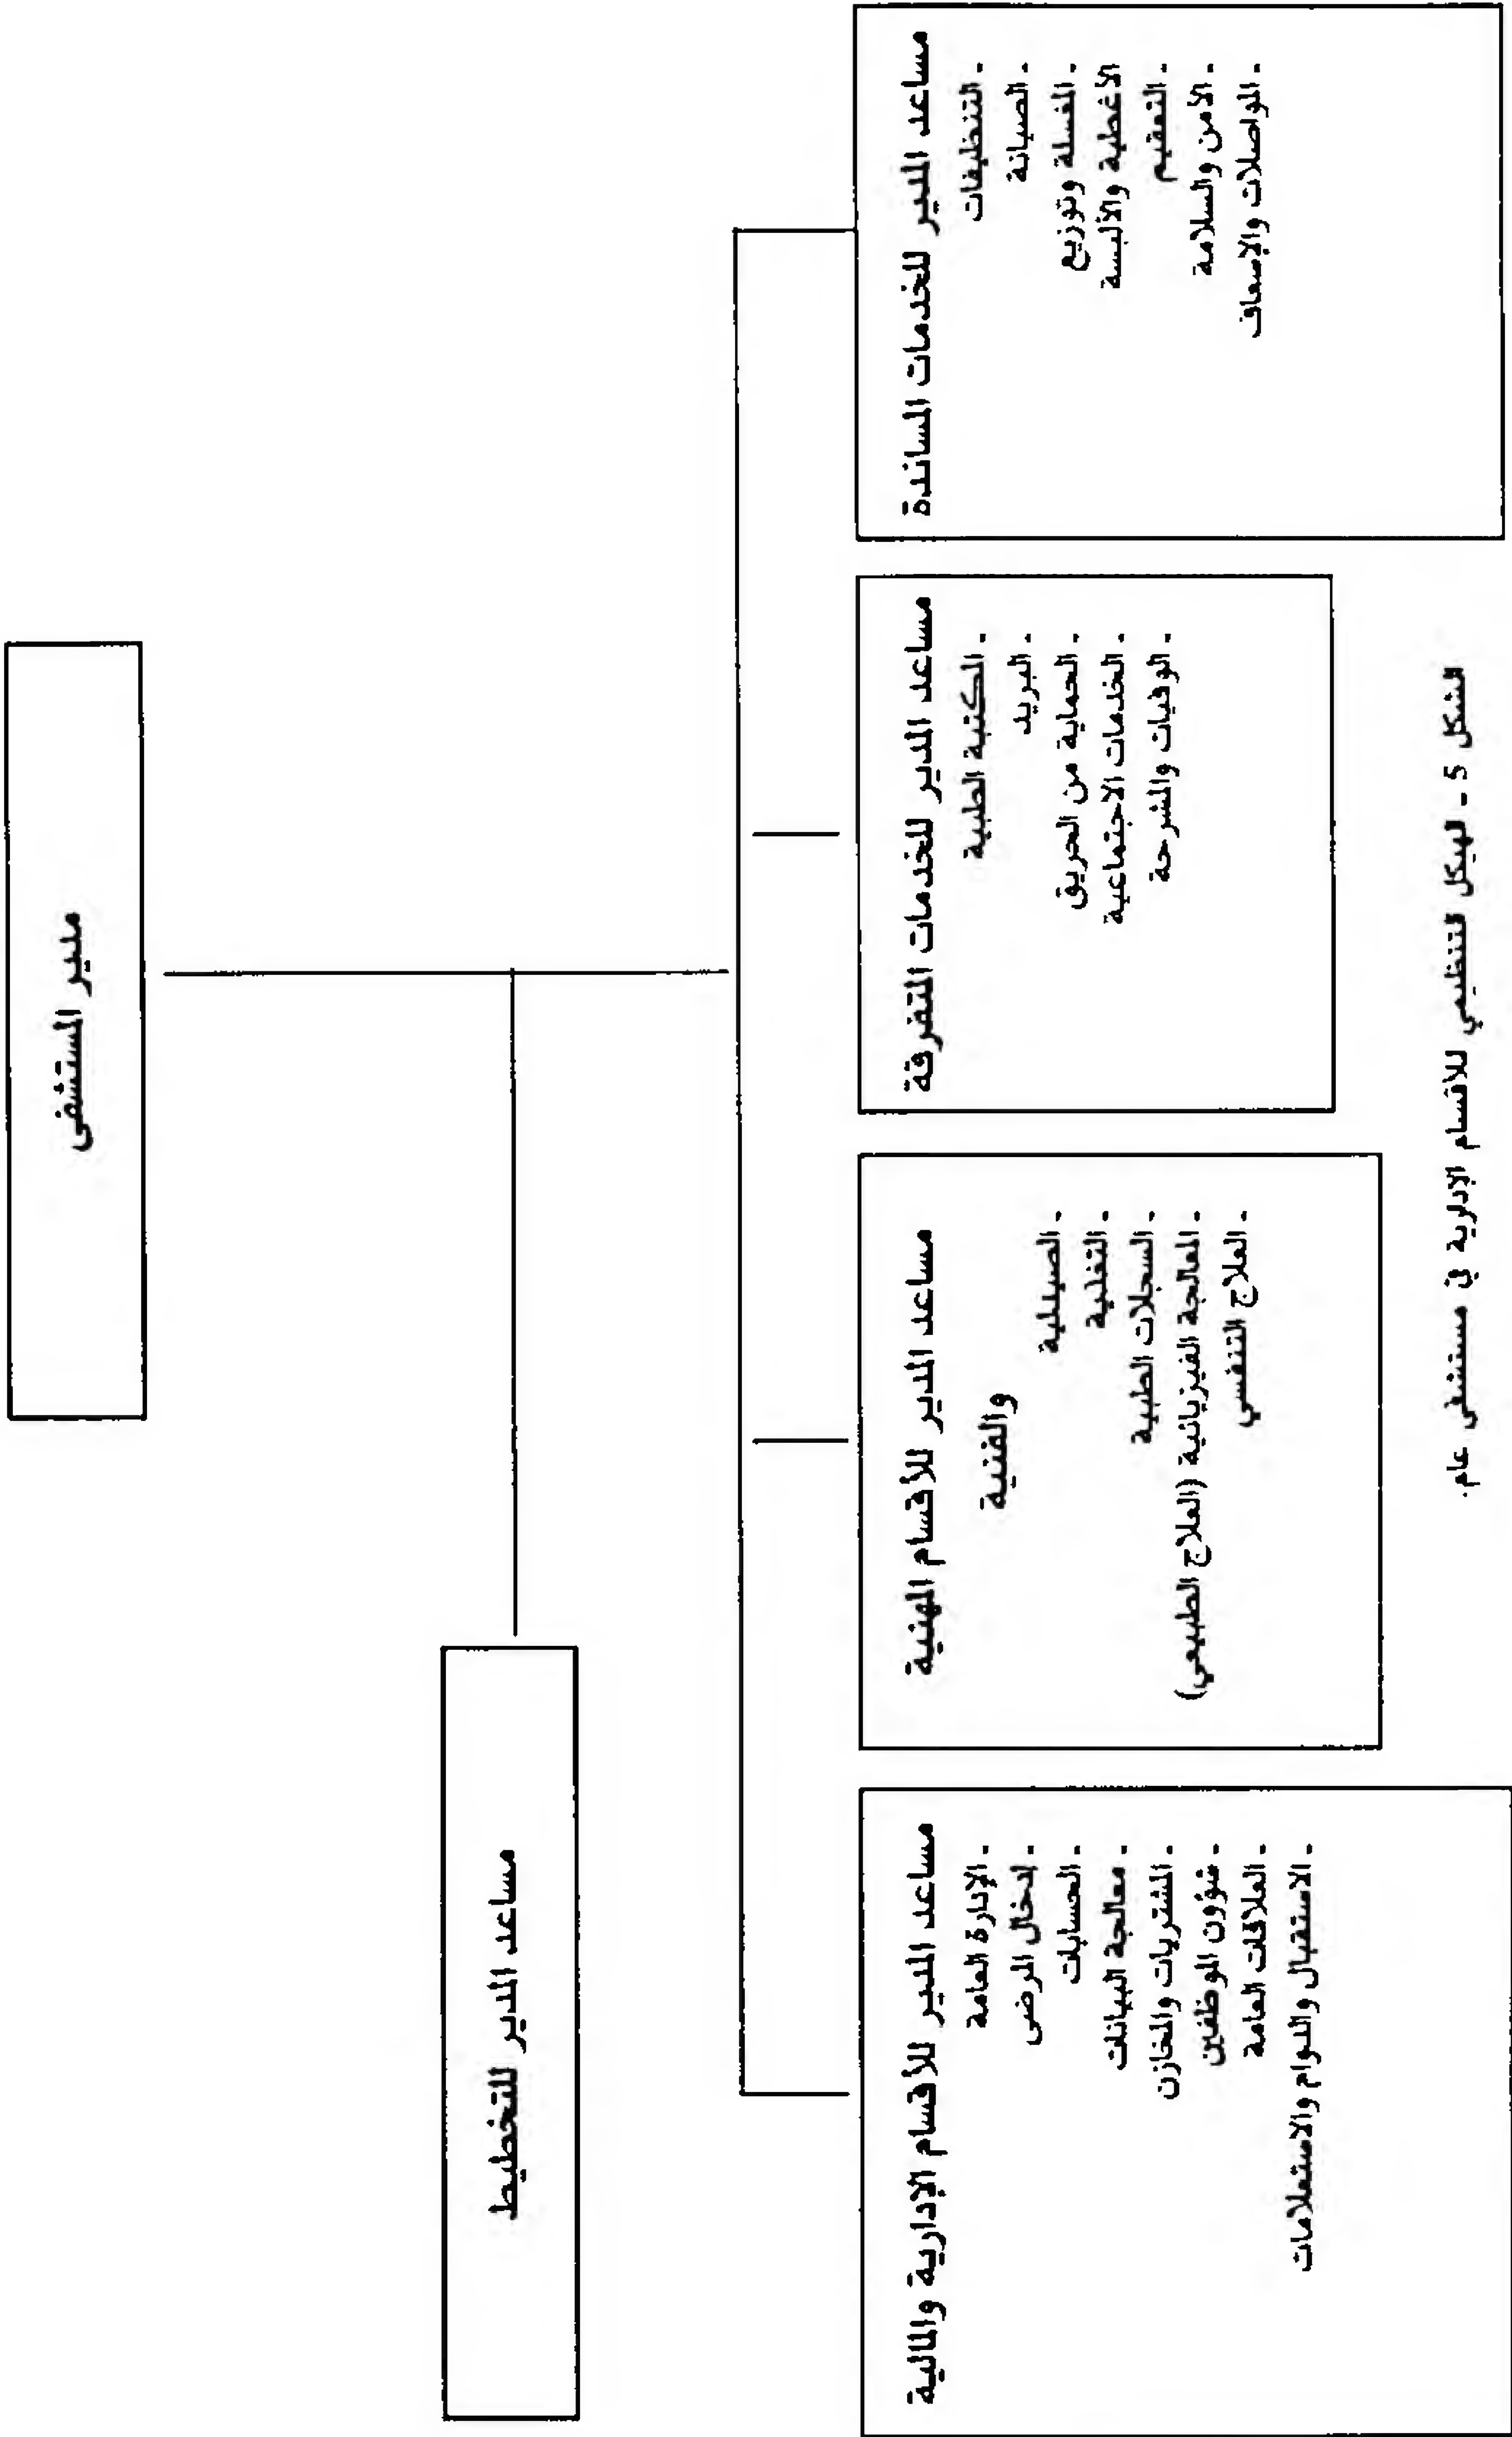 مدير المستشفى
مساعد المدير للتخطيط
مساعد المدير للخدمات المساندة
- التنظيفات
- الصيانة
- المغسلة وتوزيع
الأغطية والألبسة
- التعقيم
- الأمن والسلامة
- المواصلات والإسعاف
مساعد المدير للخدمات المتفرقة
- المكتبة الطبية
- البريد
- الحماية من الحريق
- الخدمات الاجتماعية
- الوفيات والمشرحة
مساعد المدير للأقسام المهنية
والفنية
- الصيدلية
- التغذية
- السجلات الطبية
- المعالجة الفيزيائية (العلاج الطبيعي)
- العلاج التنفسي
مساعد المدير للأقسام الإدارية والمالية
- الإدارة العامة
- إدخال المرضى
- الحسابات
- معالجة البيانات
- المشتريات والمخازن
- شؤون الموظفين
- العلاقات العامة
- الاستقبال والدوام والاستعلامات
الشكل 5 - الهيكل التنظيمي للأقسام الإدارية في مستشفى عام.